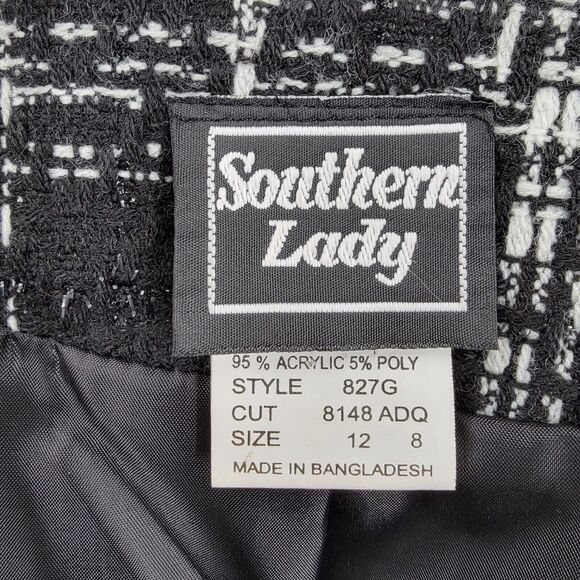 Southern
Lady
95 % ACRYLIC 5% POLY
STYLE 827G
CUT 8148 ADQ
SIZE 12 8
MADE IN BANGLADESH